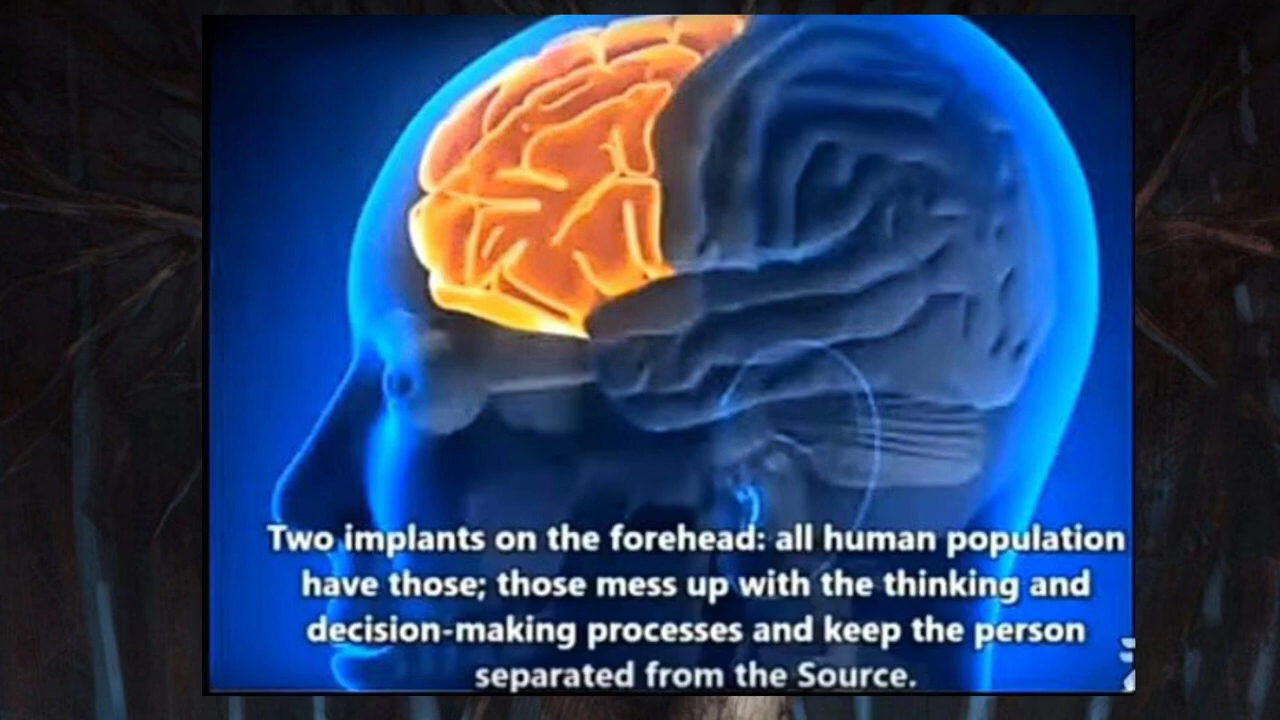 Two implants on the forehead: all human population
have those; those mess up with the thinking and
decision-making processes and keep the person
separated from the Source.